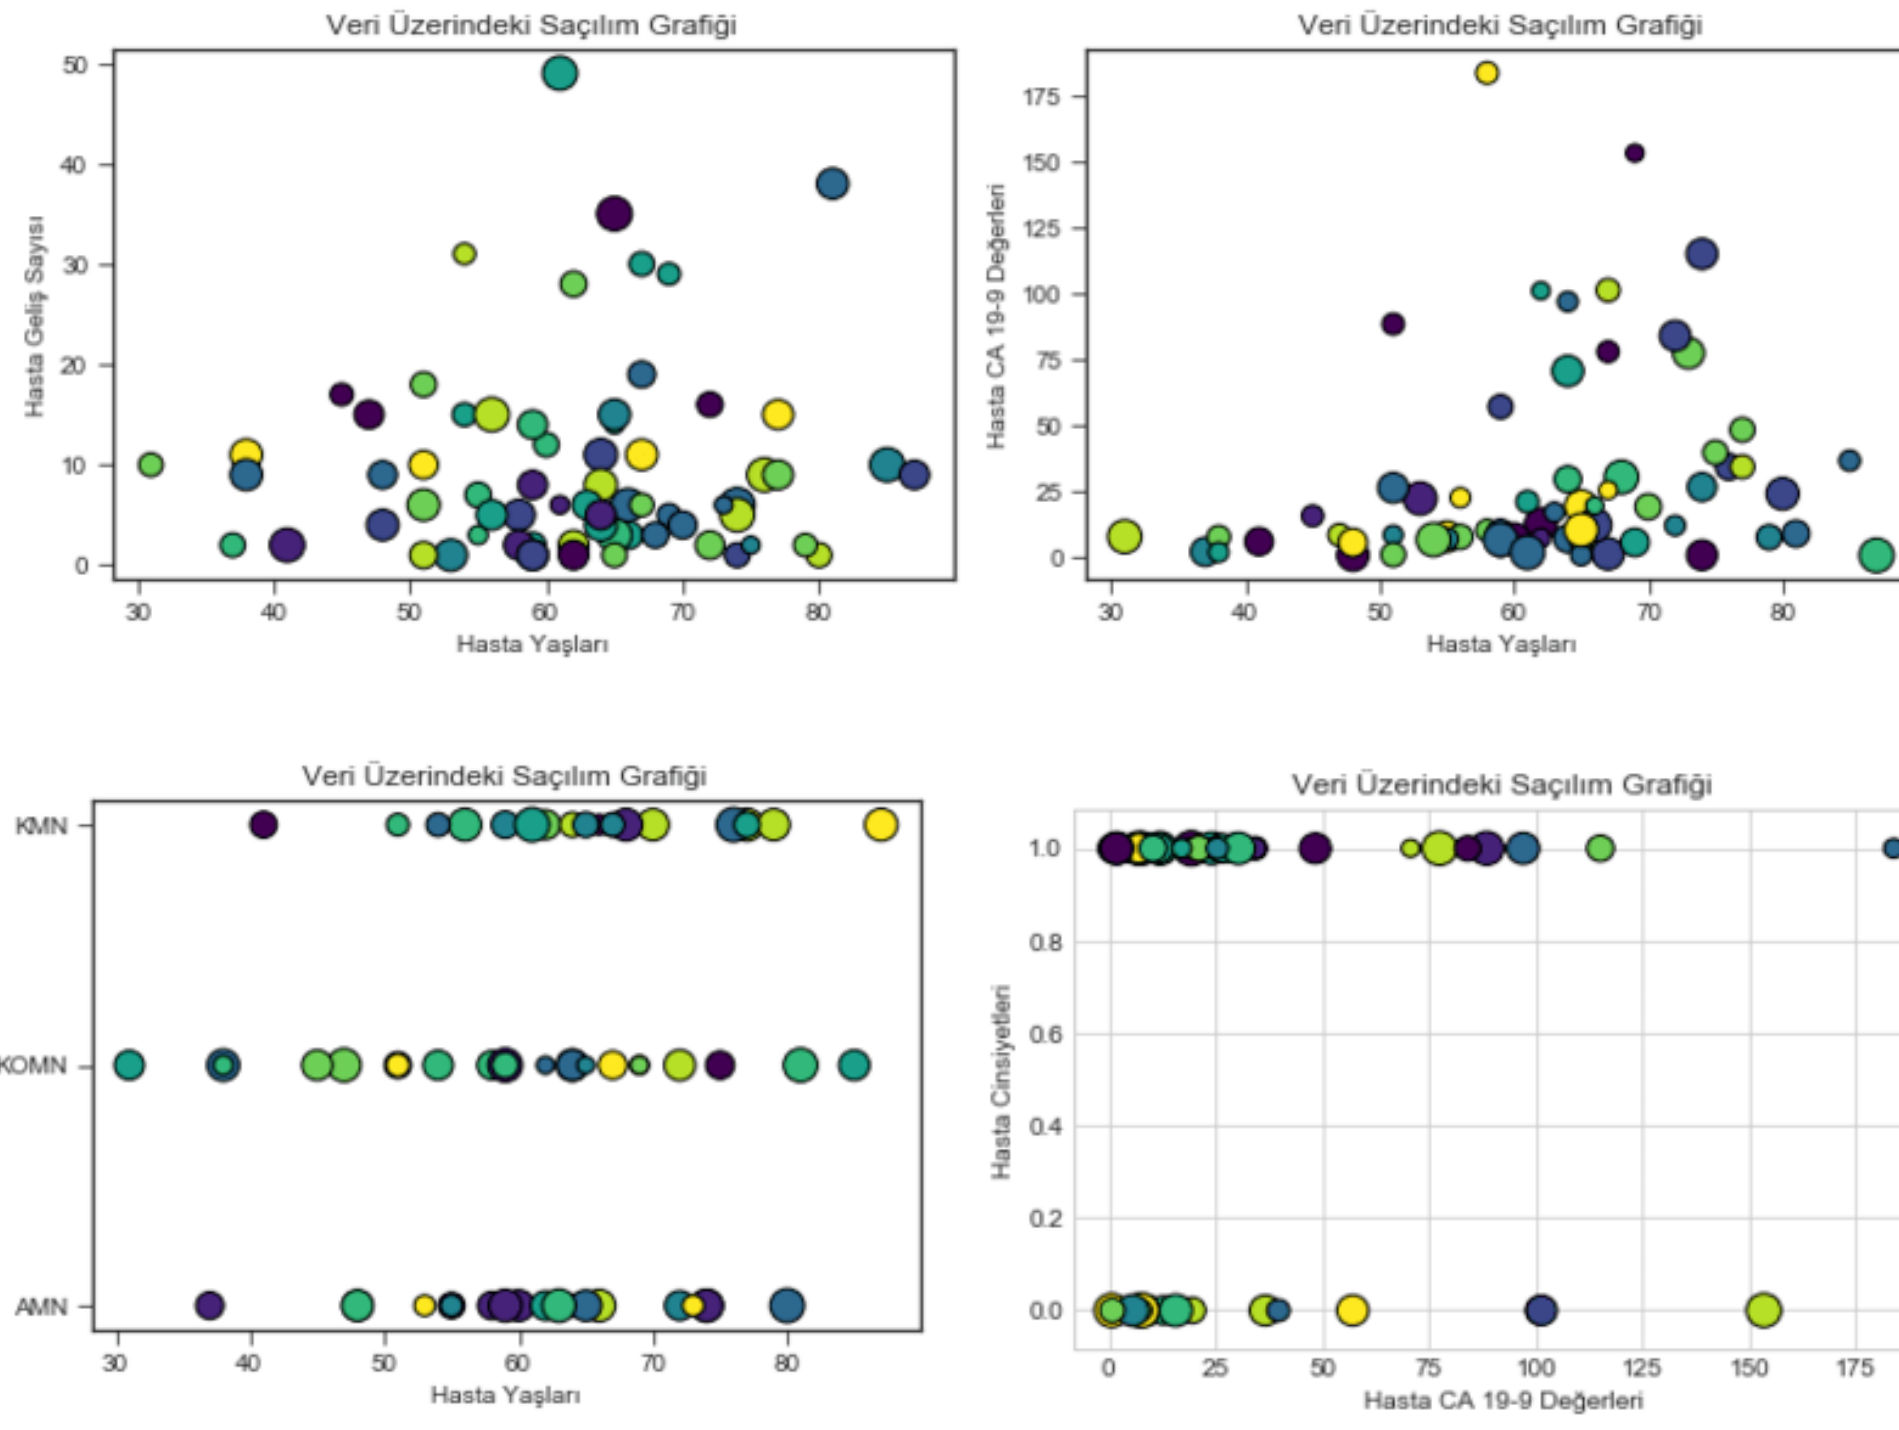 Veri Üzerindeki Saçılım Grafiği
50
40
30
20
10
0
Hasta Geliş Sayısı
30 40 50 60 70 80
Hasta Yaşları
Veri Üzerindeki Saçılım Grafiği
175
150
125
100
75
50
25
0
Hasta CA 19-9 Değerleri
30 40 50 60 70 80
Hasta Yaşları
Veri Üzerindeki Saçılım Grafiği
KMN
KOMN
AMN
30 40 50 60 70 80
Hasta Yaşları
Veri Üzerindeki Saçılım Grafiği
1.0
0.8
0.6
0.4
0.2
0.0
Hasta Cinsiyetleri
0 25 50 75 100 125 150 175
Hasta CA 19-9 Değerleri